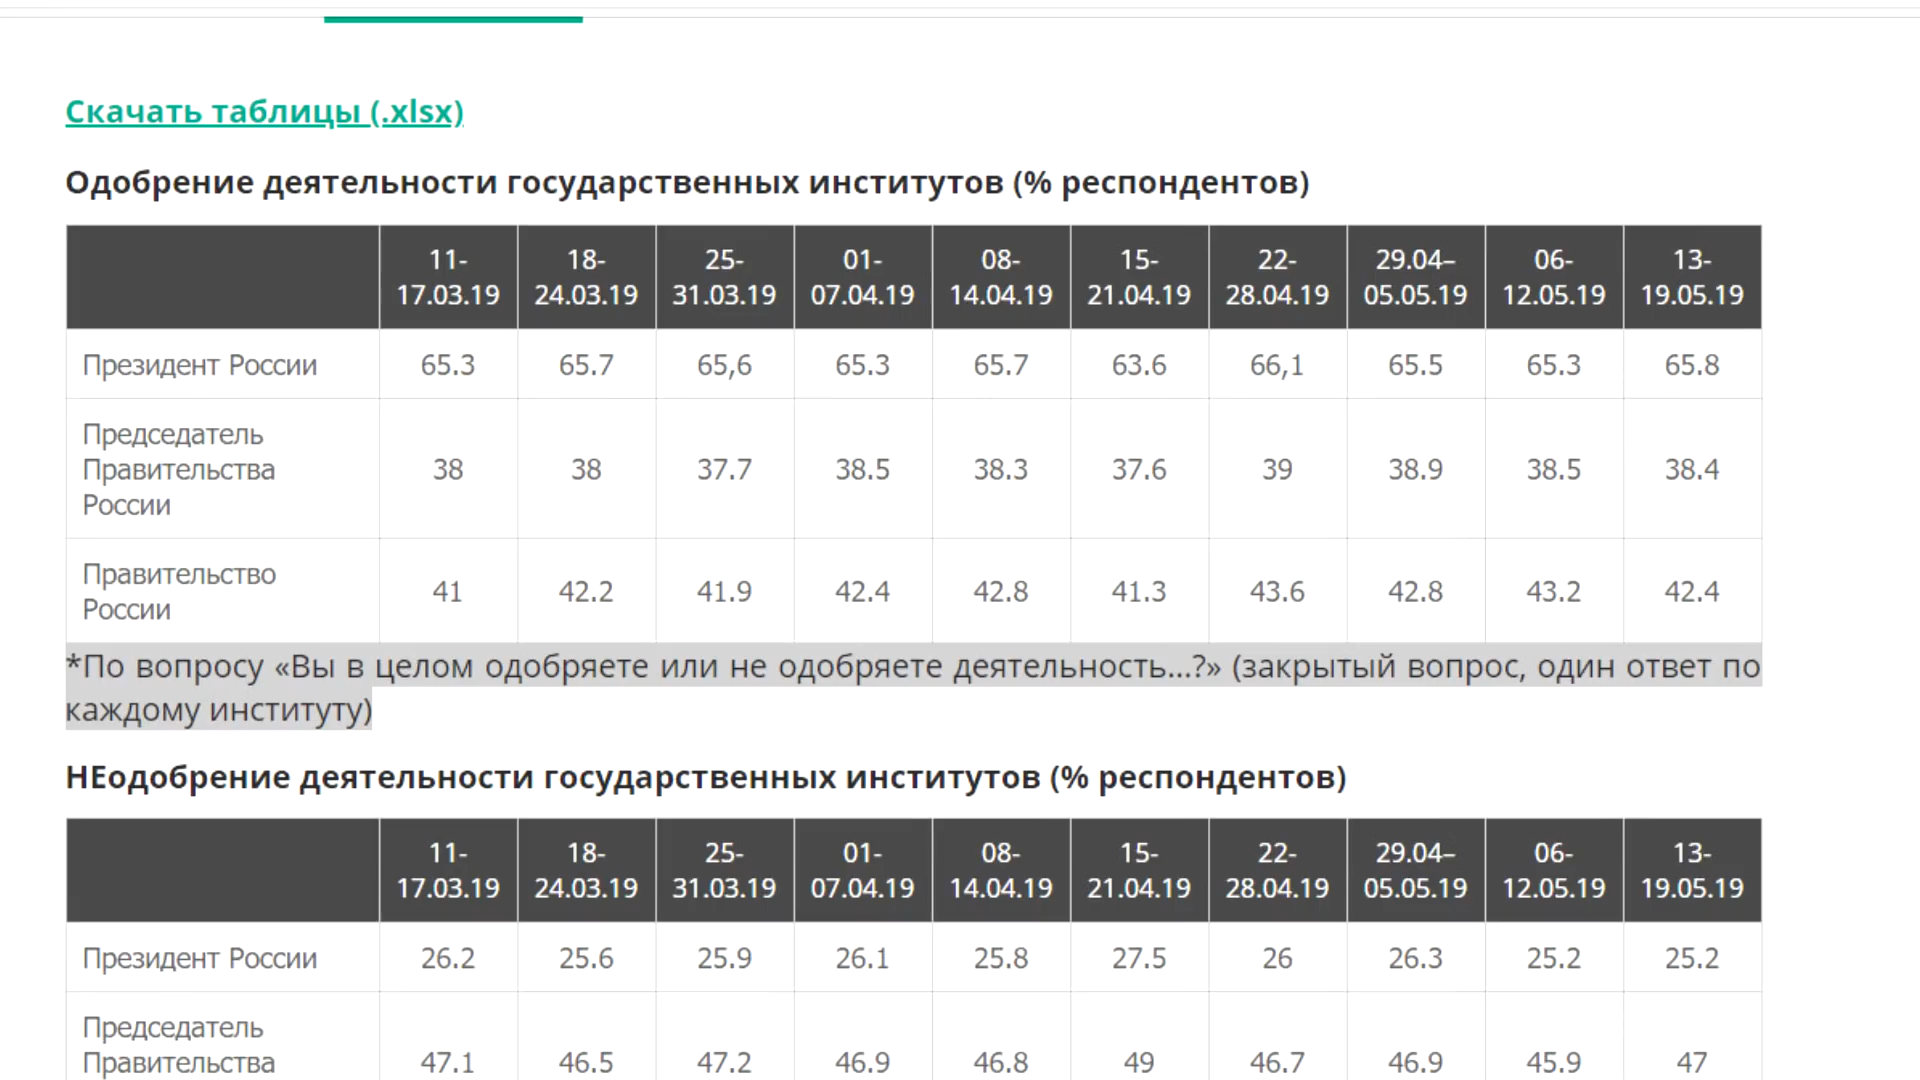 Скачать таблицы (.xlsx)
Одобрение деятельности государственных институтов (% респондентов)
11- 18- 25- 01- 08- 15- 22- 29.04– 06- 13-
17.03.19 24.03.19 31.03.19 07.04.19 14.04.19 21.04.19 28.04.19 05.05.19 12.05.19 19.05.19
Президент России 65.3 65.7 65,6 65.3 65.7 63.6 66,1 65.5 65.3 65.8
Председатель
Правительства 38 38 37.7 38.5 38.3 37.6 39 38.9 38.5 38.4
России
Правительство
России 41 42.2 41.9 42.4 42.8 41.3 43.6 42.8 43.2 42.4
*По вопросу «Вы в целом одобряете или не одобряете деятельность...?» (закрытый вопрос, один ответ по
каждому институту)
НЕодобрение деятельности государственных институтов (% респондентов)
11- 18- 25- 01- 08- 15- 22- 29.04– 06- 13-
17.03.19 24.03.19 31.03.19 07.04.19 14.04.19 21.04.19 28.04.19 05.05.19 12.05.19 19.05.19
Президент России 26.2 25.6 25.9 26.1 25.8 27.5 26 26.3 25.2 25.2
Председатель
Правительства 47.1 46.5 47.2 46.9 46.8 49 46.7 46.9 45.9 47